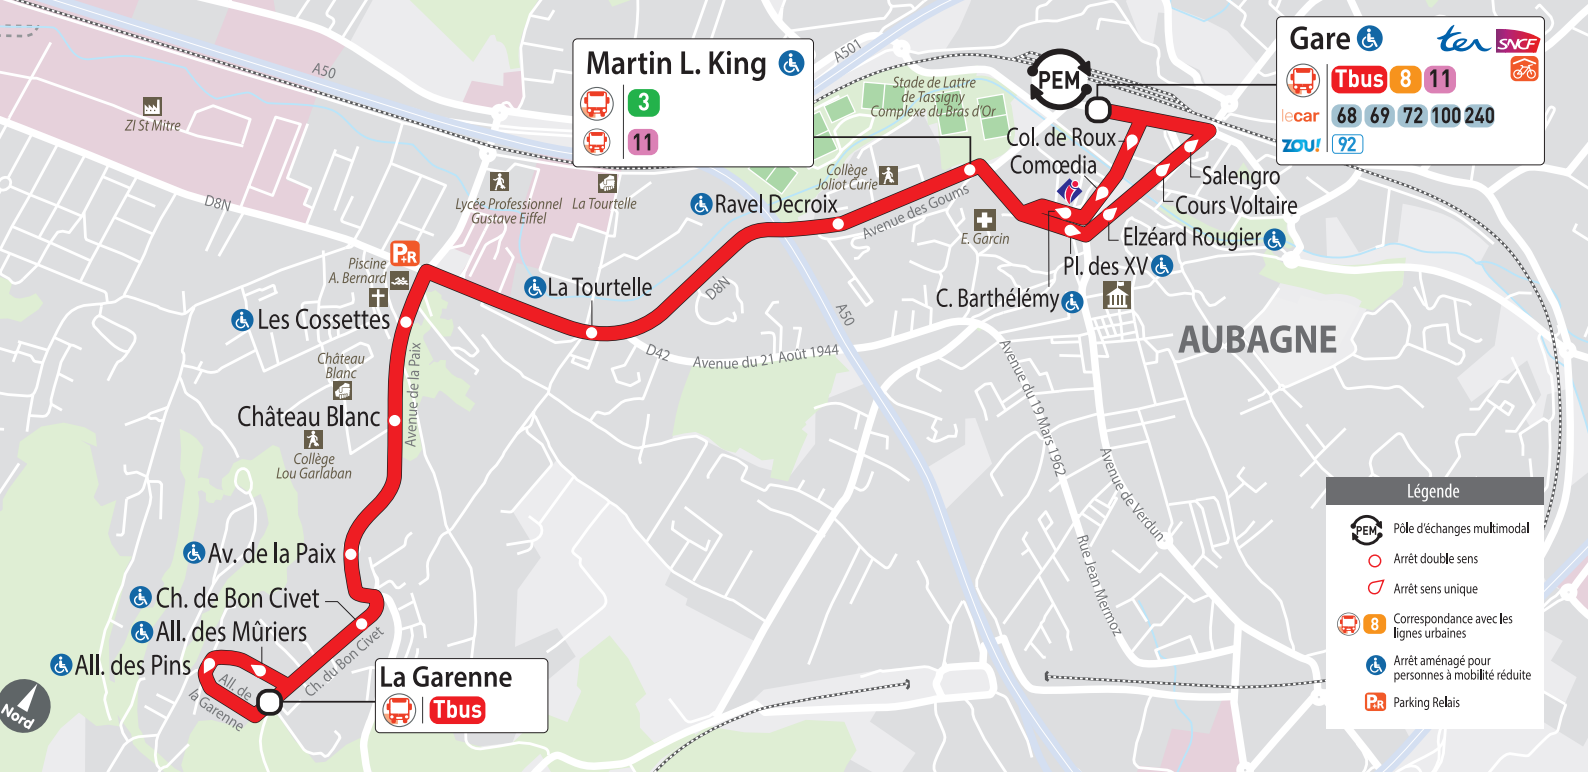 A50
ZI St Mitre
D8N
Martin L. King
3
11
A501
Stade de Lattre
de Tassigny
Complexe du Bras d'Or
PEM
Gare
ter
SNCF
Tbus 8 11
lecar 68 69 72 100 240
ZOU! 92
Col. de Roux
Comœdia
Salengro
Cours Voltaire
Elzéard Rougier
Pl. des XV
C. Barthélémy
AUBAGNE
Collège
Joliot Curie
Lycée Professionnel
Gustave Eiffel
La Tourtelle
Ravel Decroix
Avenue des Goums
E. Garcin
P+R
Piscine
A. Bernard
La Tourtelle
D8N
A50
Les Cossettes
D42
Avenue du 21 Août 1944
Château
Blanc
Avenue de la Paix
Château Blanc
Collège
Lou Garlaban
Avenue du 19 Mars 1962
Avenue de Verdun
Rue Jean Mermoz
Av. de la Paix
Ch. de Bon Civet
All. des Mûriers
All. des Pins
Ch. du Bon Civet
All. de
la Garenne
La Garenne
Tbus
Nord
Légende
PEM Pôle d'échanges multimodal
Arrêt double sens
Arrêt sens unique
8 Correspondance avec les
lignes urbaines
Arrêt aménagé pour
personnes à mobilité réduite
P+R Parking Relais